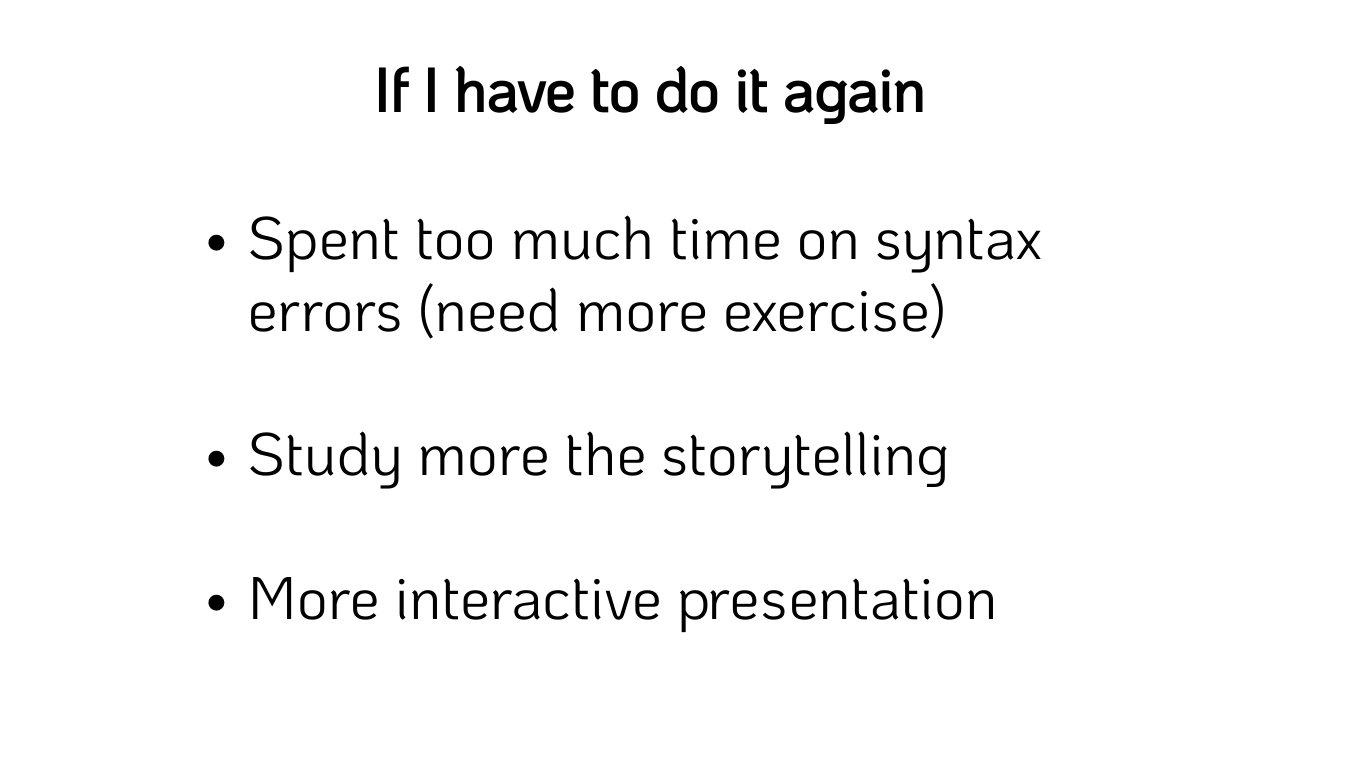 If I have to do it again
• Spent too much time on syntax
errors (need more exercise)
• Study more the storytelling
• More interactive presentation